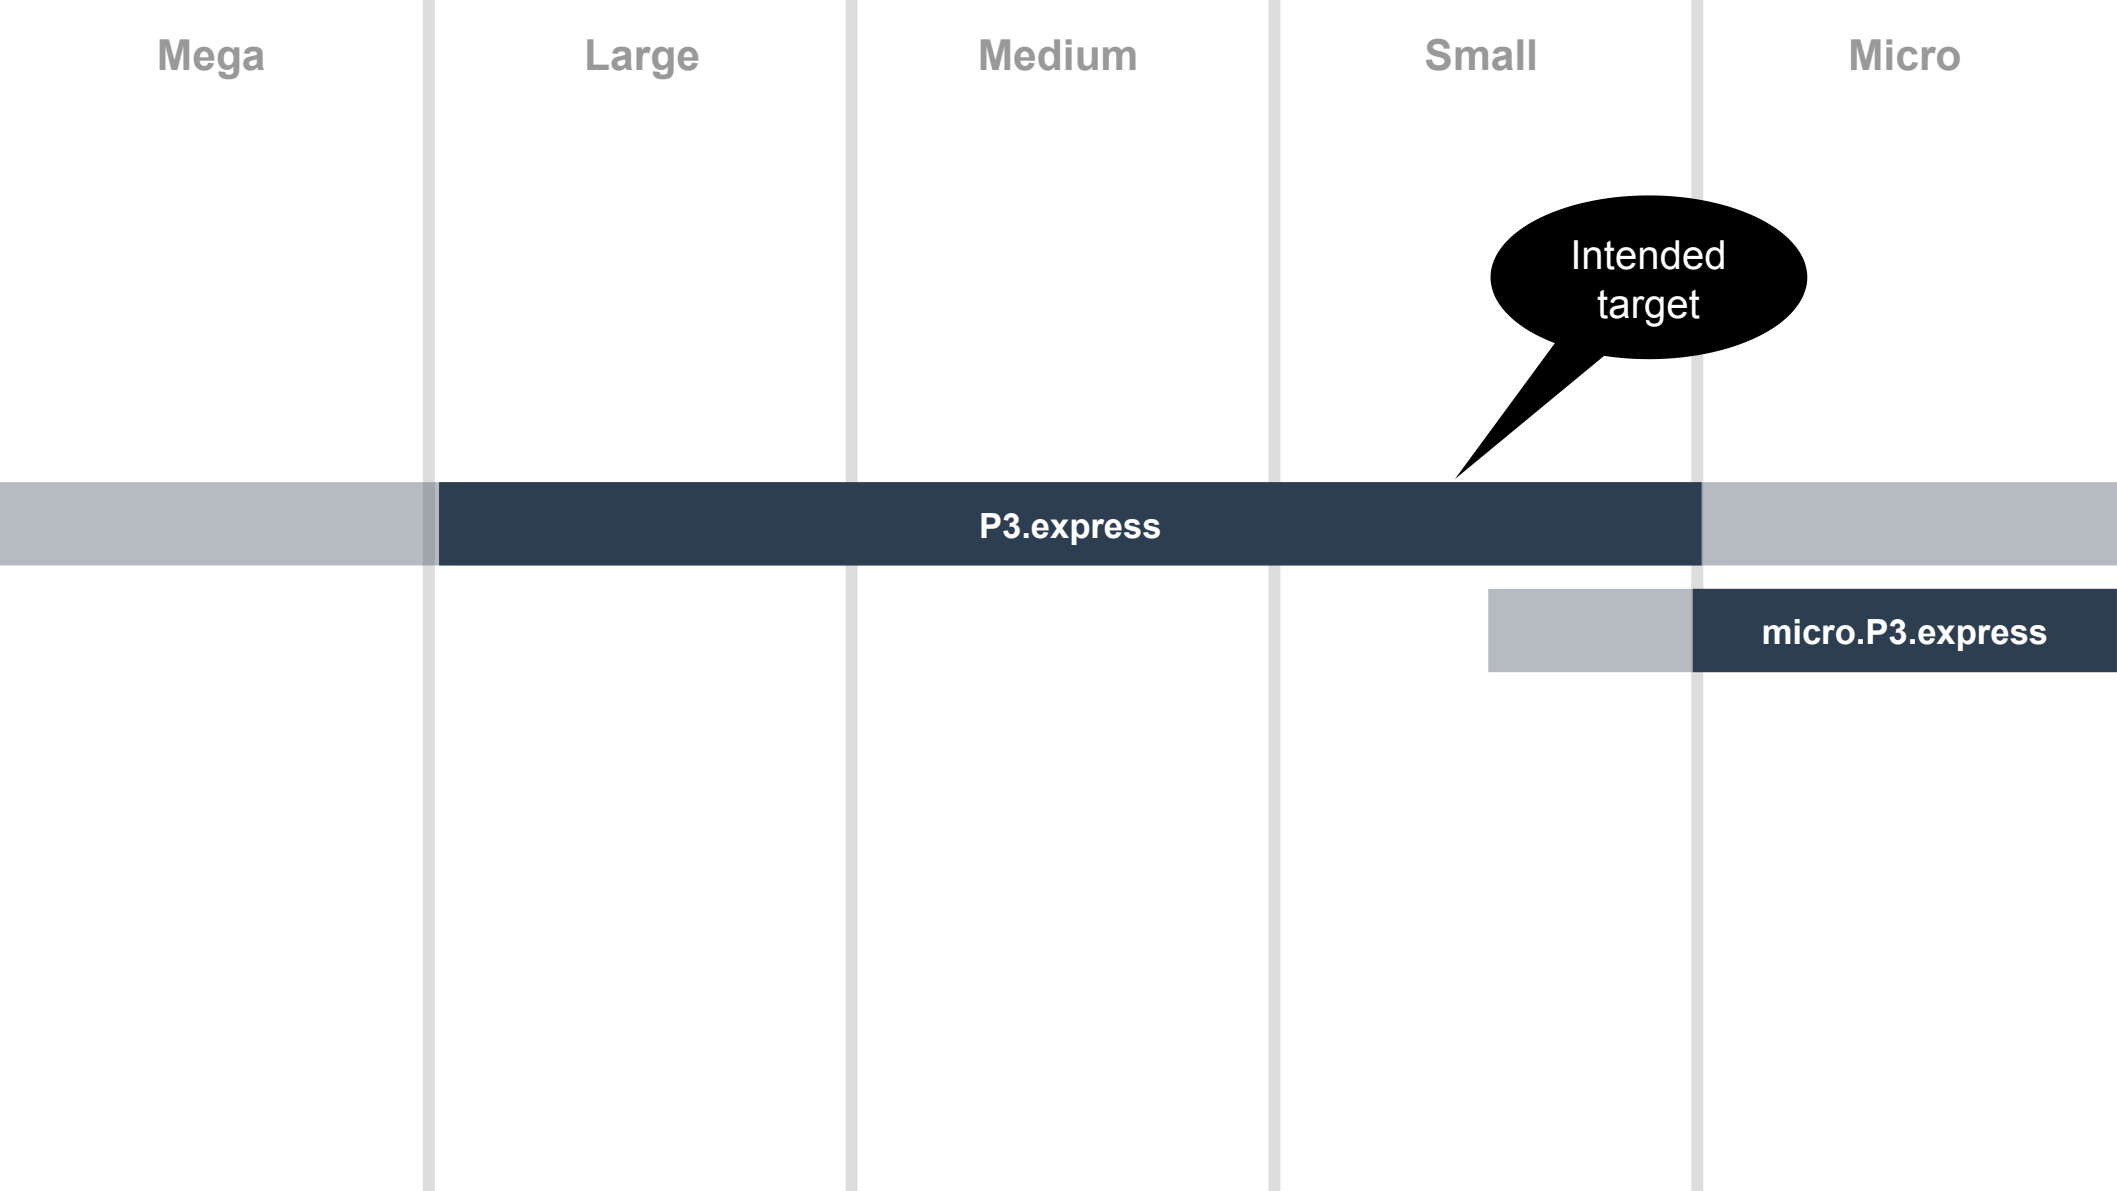 Mega
Large
Medium
Small
Micro
Intended
target
P3.express
micro.P3.express